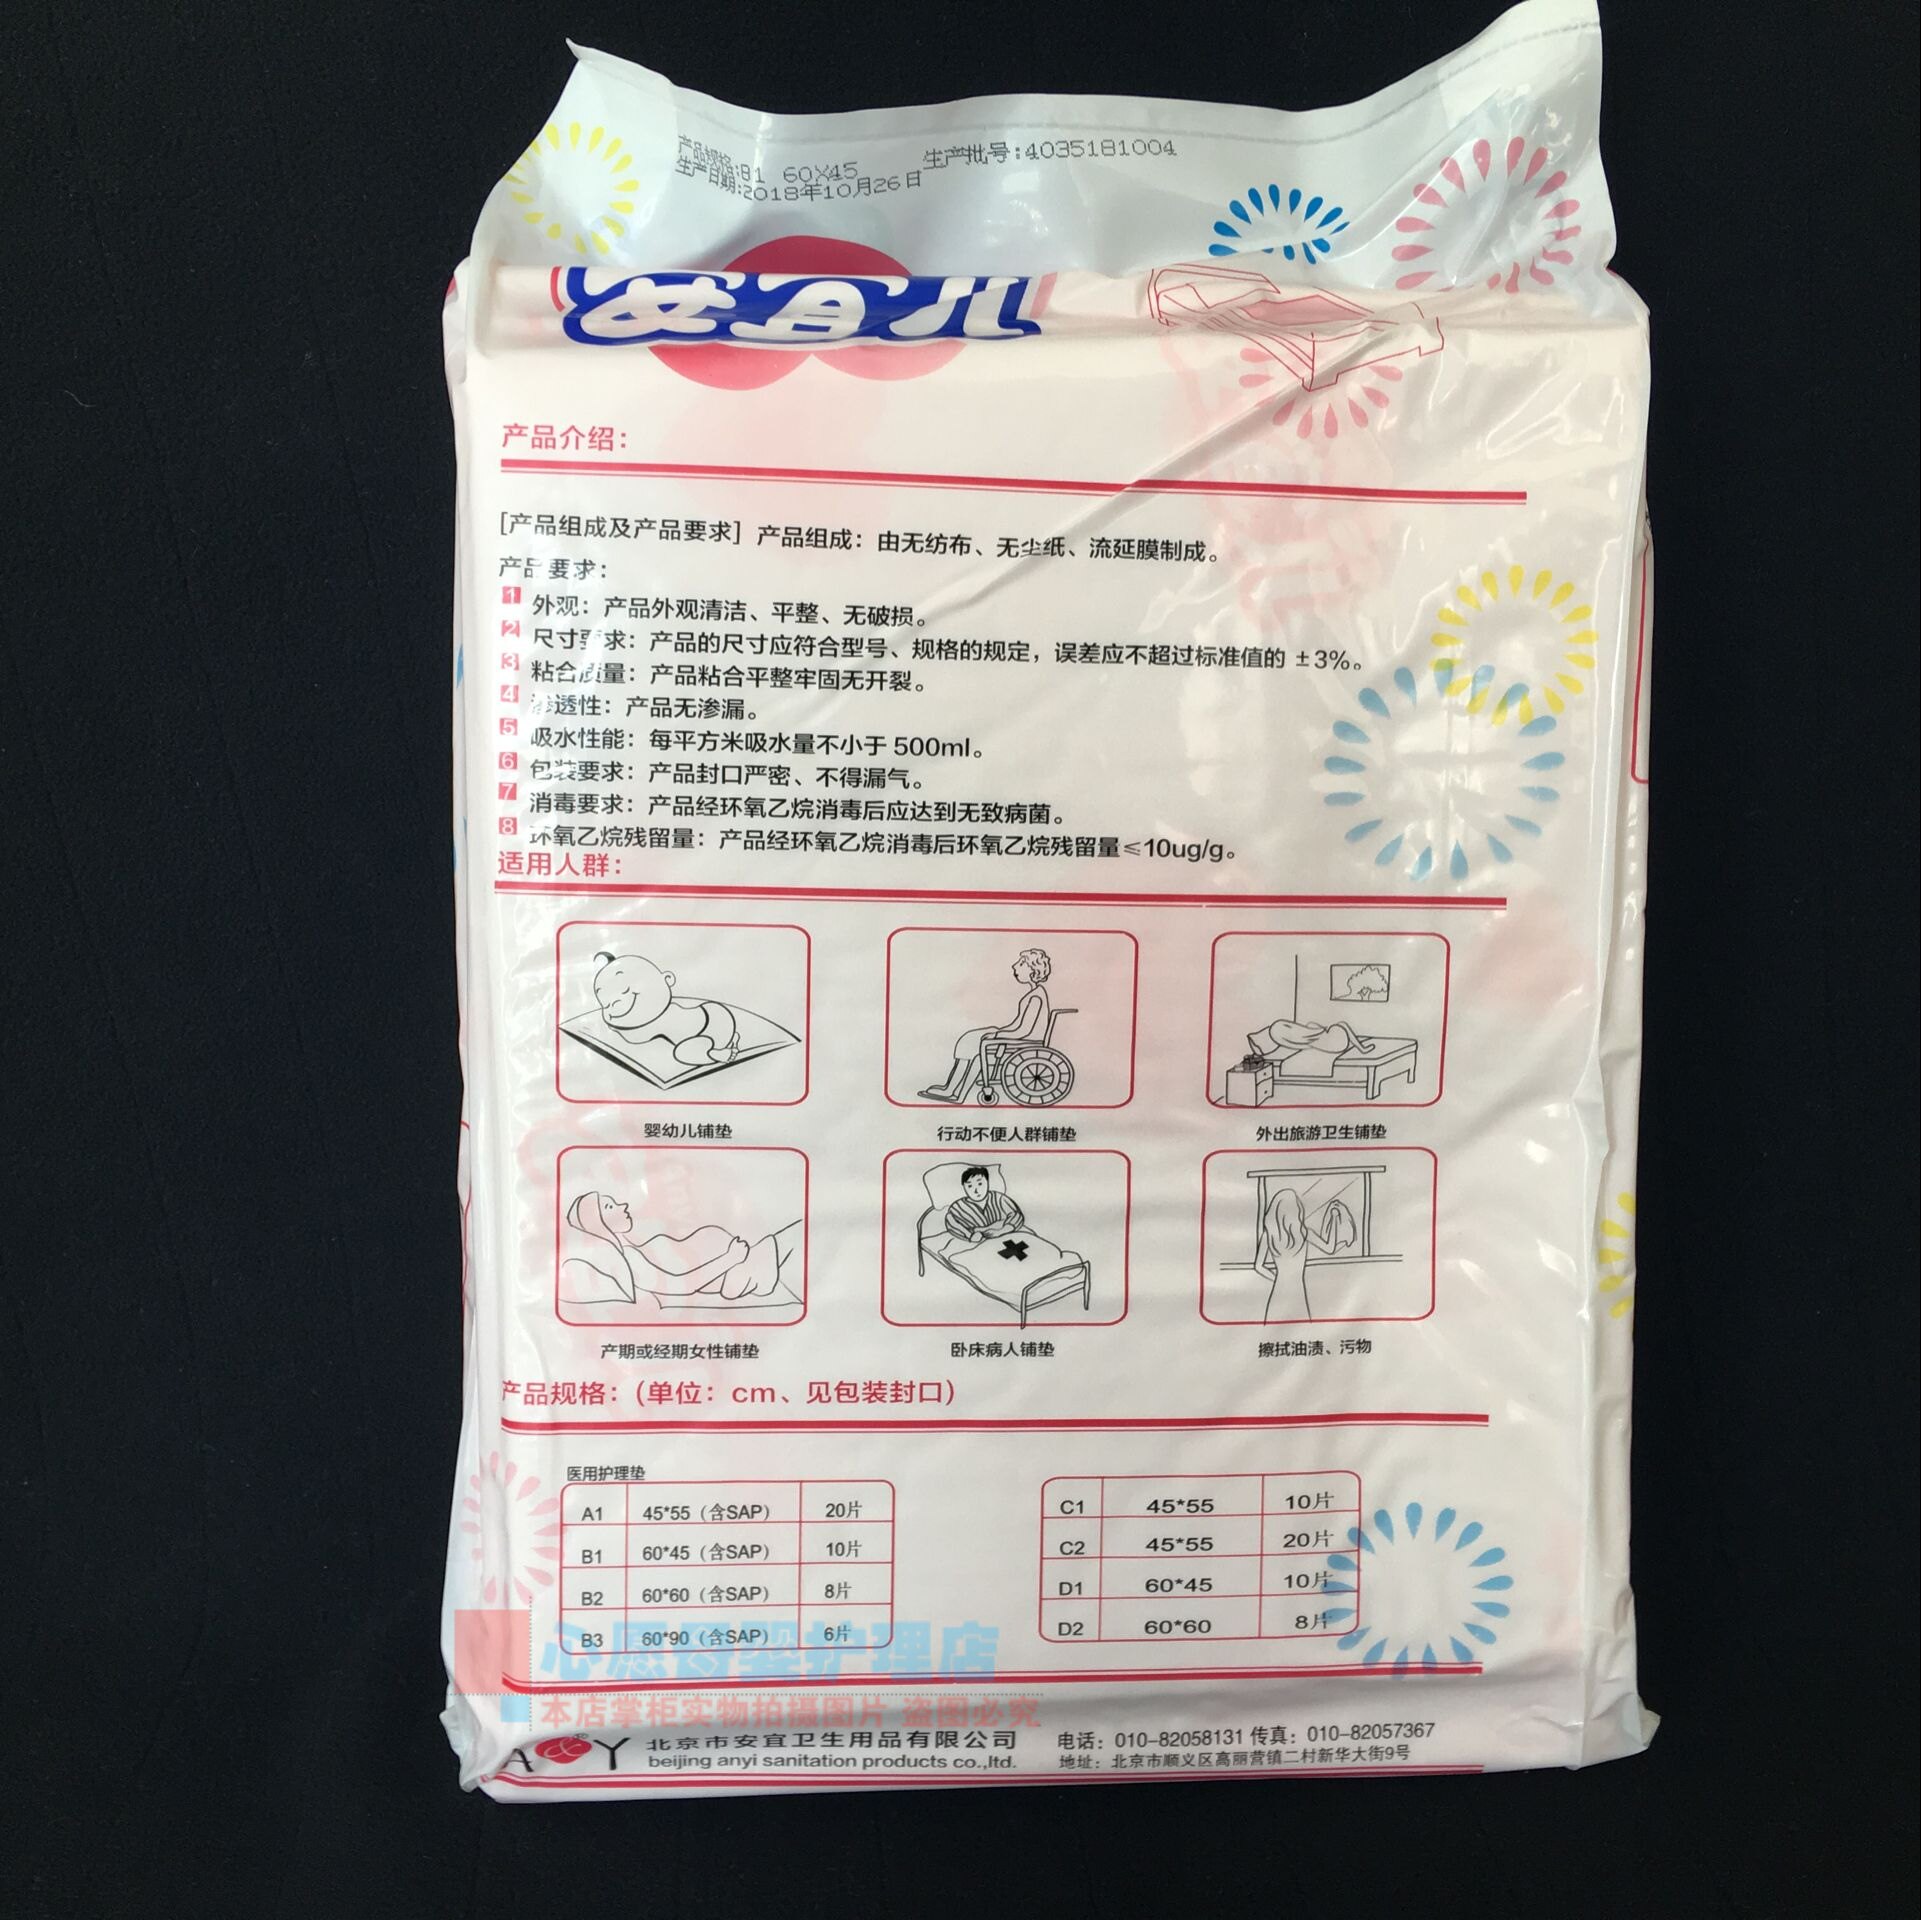 产品规格:B1 60X45
生产日期:2018年10月26日
生产批号:4035181004
安宜儿
产品介绍：
[产品组成及产品要求] 产品组成：由无纺布、无尘纸、流延膜制成。
产品要求：
1 外观：产品外观清洁、平整、无破损。
2 尺寸要求：产品的尺寸应符合型号、规格的规定，误差应不超过标准值的 ±3%。
3 粘合质量：产品粘合平整牢固无开裂。
4 渗透性：产品无渗漏。
5 吸水性能：每平方米吸水量不小于 500ml。
6 包装要求：产品封口严密、不得漏气。
7 消毒要求：产品经环氧乙烷消毒后应达到无致病菌。
8 环氧乙烷残留量：产品经环氧乙烷消毒后环氧乙烷残留量≤10ug/g。
适用人群：
婴幼儿铺垫
行动不便人群铺垫
外出旅游卫生铺垫
产期或经期女性铺垫
卧床病人铺垫
擦拭油渍、污物
产品规格：（单位：cm、见包装封口）
医用护理垫
A1 45*55（含SAP） 20片
B1 60*45（含SAP） 10片
B2 60*60（含SAP） 8片
B3 60*90（含SAP） 6片
C1 45*55 10片
C2 45*55 20片
D1 60*45 10片
D2 60*60 8片
心愿母婴护理店
本店掌柜实物拍摄图片 盗图必究
A Y
北京市安宜卫生用品有限公司
beijing anyi sanitation products co.,ltd.
电话：010-82058131 传真：010-82057367
地址：北京市顺义区高丽营镇二村新华大街9号